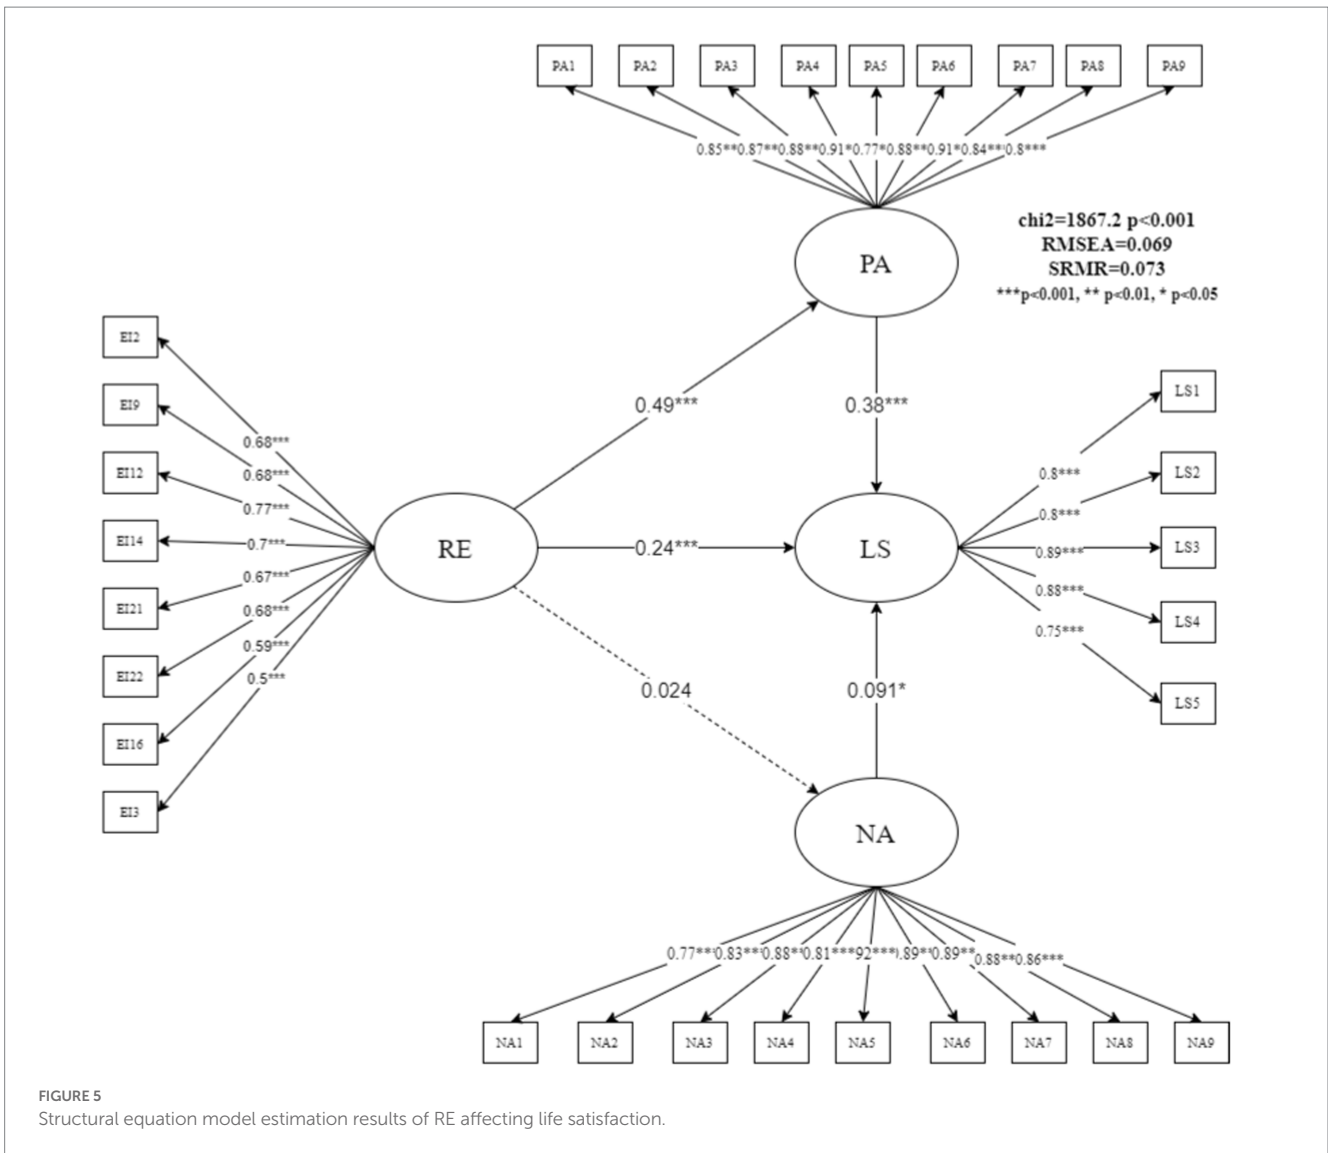 PA1 PA2 PA3 PA4 PA5 PA6 PA7 PA8 PA9
0.85**0.87**0.88**0.91*0.77*0.88**0.91*0.84**0.8***
PA
chi2=1867.2 p<0.001
RMSEA=0.069
SRMR=0.073
***p<0.001, ** p<0.01, * p<0.05
EI2
EI9
EI12
EI14
EI21
EI22
EI16
EI3
0.68***
0.68***
0.77***
0.7***
0.67***
0.68***
0.59***
0.5***
RE
0.49***
0.38***
0.24***
LS
0.024
0.091*
0.8***
0.8***
0.89***
0.88***
0.75***
LS1
LS2
LS3
LS4
LS5
NA
0.77***0.83***0.88**0.81***92***.89**0.89**0.88**0.86***
NA1 NA2 NA3 NA4 NA5 NA6 NA7 NA8 NA9
FIGURE 5
Structural equation model estimation results of RE affecting life satisfaction.